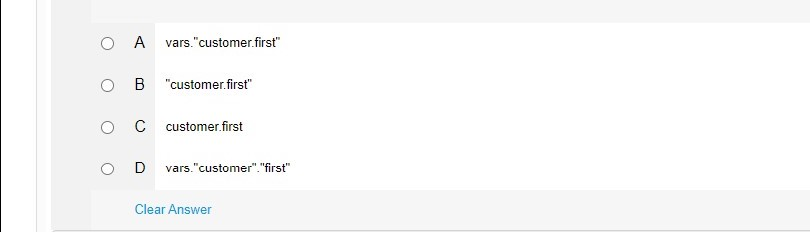 A vars."customer.first"
B "customer.first"
C customer.first
D vars."customer"."first"
Clear Answer